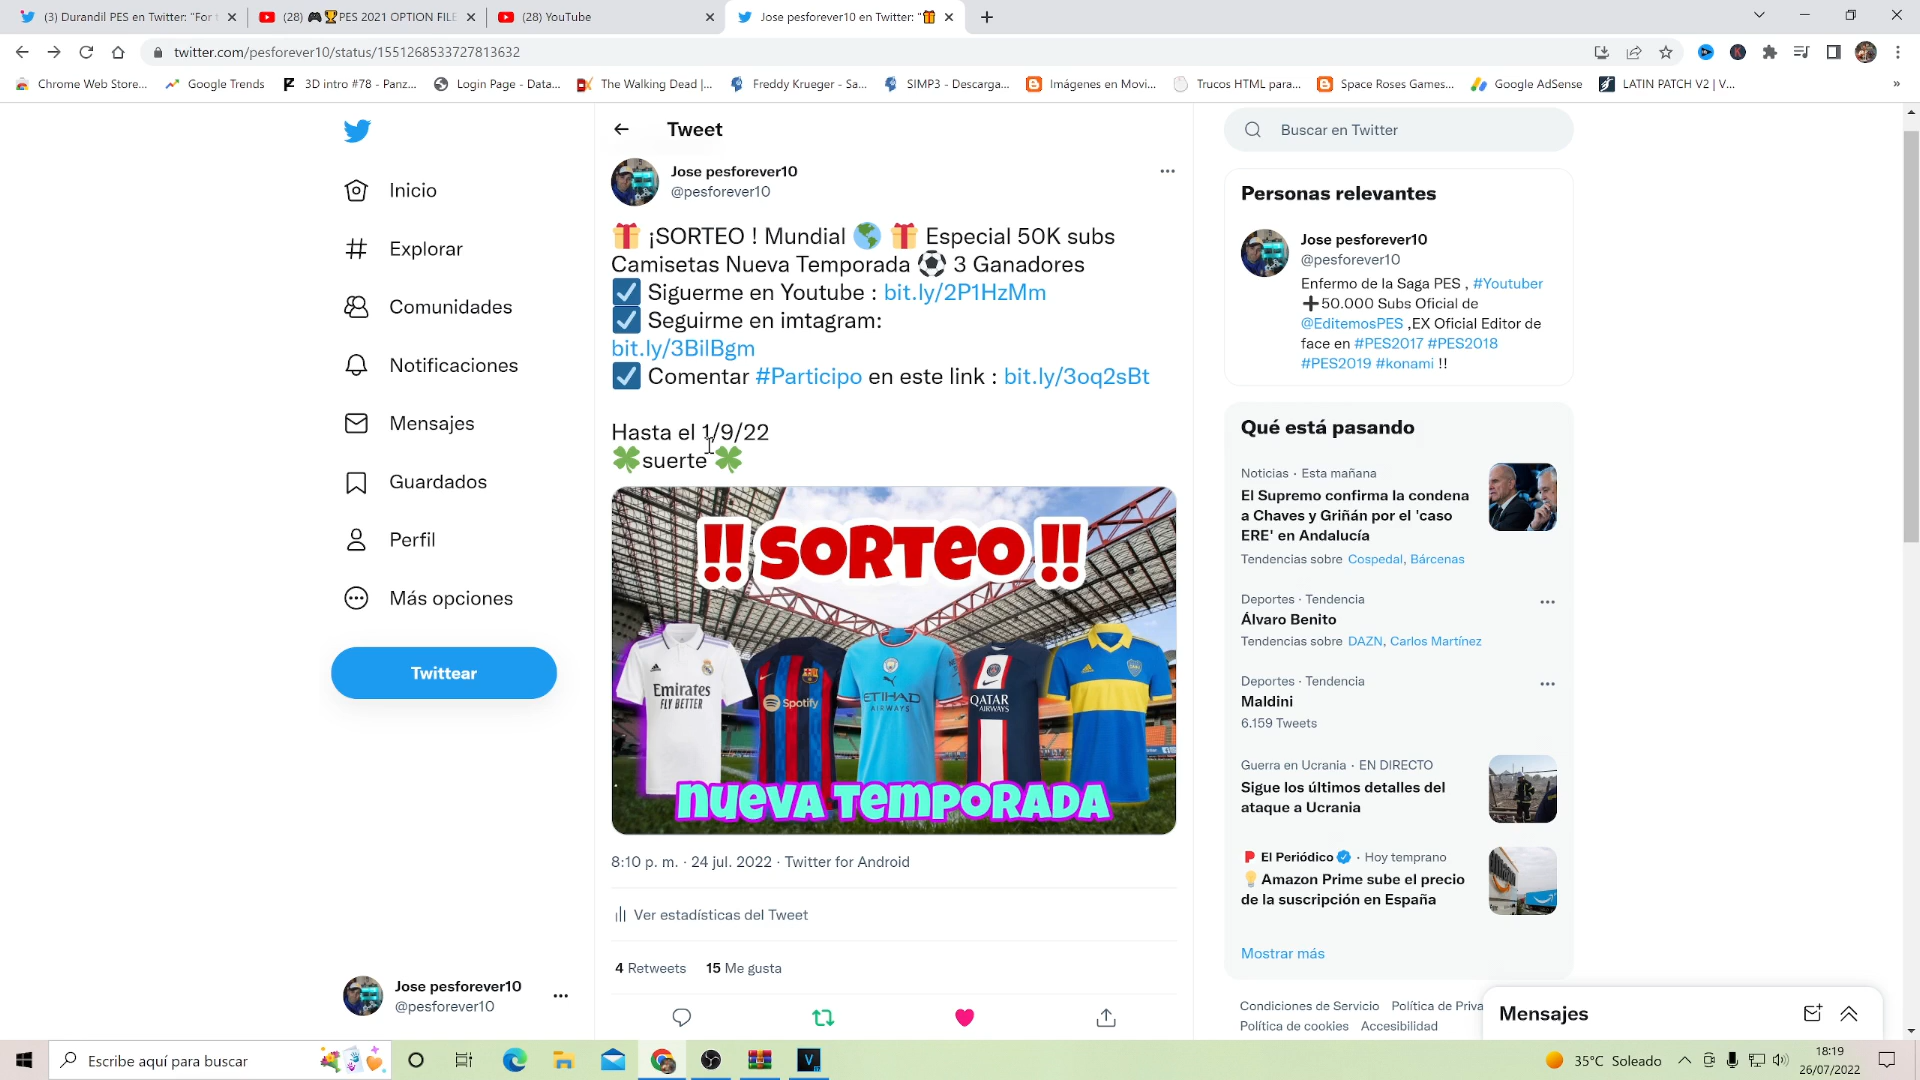 (3) Durandil PES en Twitter: "For t
(28) 🎮🏆PES 2021 OPTION FILE
(28) YouTube
Jose pesforever10 en Twitter: "🎁
twitter.com/pesforever10/status/1551268533727813632
Chrome Web Store...
Google Trends
3D intro #78 - Panz...
Login Page - Data...
The Walking Dead |...
Freddy Krueger - Sa...
SIMP3 - Descarga...
Imágenes en Movi...
Trucos HTML para...
Space Roses Games...
Google AdSense
LATIN PATCH V2 | V...
»
Inicio
Explorar
Comunidades
Notificaciones
Mensajes
Guardados
Perfil
Más opciones
Twittear
Jose pesforever10
@pesforever10
Tweet
Jose pesforever10
@pesforever10
🎁 ¡SORTEO ! Mundial 🌎 🎁 Especial 50K subs
Camisetas Nueva Temporada ⚽ 3 Ganadores
☑ Siguerme en Youtube : bit.ly/2P1HzMm
☑ Seguirme en imtagram:
bit.ly/3BilBgm
☑ Comentar #Participo en este link : bit.ly/3oq2sBt
Hasta el 1/9/22
🍀suerte 🍀
!! SORTEO !!
Emirates
FLY BETTER
Spotify
ETIHAD
AIRWAYS
QATAR
AIRWAYS
NUEVA TEMPORADA
8:10 p. m. · 24 jul. 2022 · Twitter for Android
Ver estadísticas del Tweet
4 Retweets 15 Me gusta
Buscar en Twitter
Personas relevantes
Jose pesforever10
@pesforever10
Enfermo de la Saga PES , #Youtuber
➕50.000 Subs Oficial de
@EditemosPES ,EX Oficial Editor de
face en #PES2017 #PES2018
#PES2019 #konami !!
Qué está pasando
Noticias · Esta mañana
El Supremo confirma la condena
a Chaves y Griñán por el 'caso
ERE' en Andalucía
Tendencias sobre Cospedal, Bárcenas
Deportes · Tendencia
Álvaro Benito
Tendencias sobre DAZN, Carlos Martínez
Deportes · Tendencia
Maldini
6.159 Tweets
Guerra en Ucrania · EN DIRECTO
Sigue los últimos detalles del
ataque a Ucrania
El Periódico · Hoy temprano
💡 Amazon Prime sube el precio
de la suscripción en España
Mostrar más
Condiciones de Servicio Política de Priva
Política de cookies Accesibilidad
Mensajes
Escribe aquí para buscar
35°C Soleado
18:19
26/07/2022